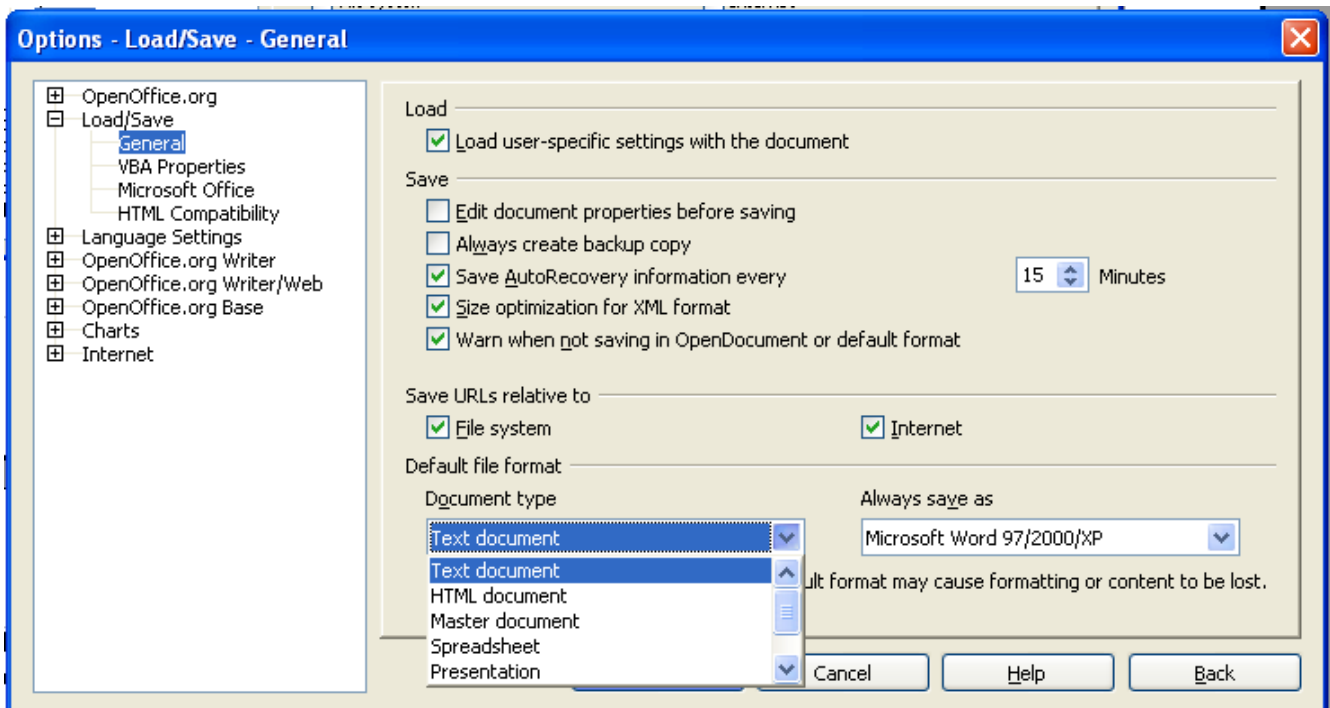 Options - Load/Save - General
OpenOffice.org
Load/Save
General
VBA Properties
Microsoft Office
HTML Compatibility
Language Settings
OpenOffice.org Writer
OpenOffice.org Writer/Web
OpenOffice.org Base
Charts
Internet
Load
Load user-specific settings with the document
Save
Edit document properties before saving
Always create backup copy
Save AutoRecovery information every 15 Minutes
Size optimization for XML format
Warn when not saving in OpenDocument or default format
Save URLs relative to
File system Internet
Default file format
Document type Always save as
Text document Microsoft Word 97/2000/XP
Text document
HTML document
Master document
Spreadsheet
Presentation
format may cause formatting or content to be lost.
Cancel Help Back